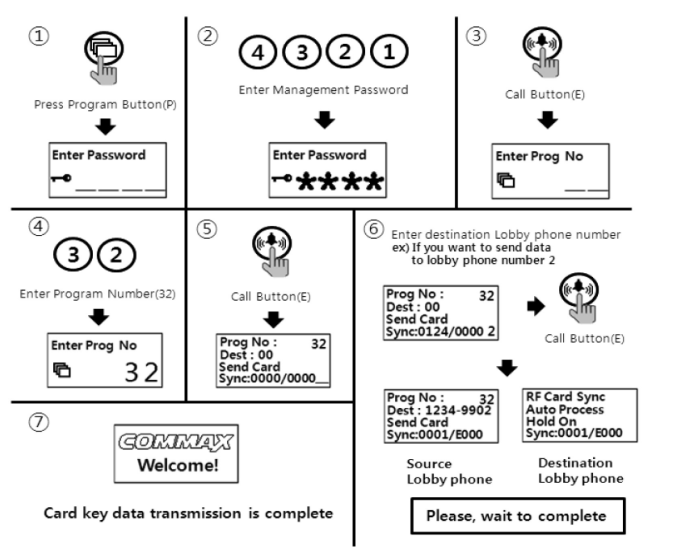 ①
Press Program Button(P)
Enter Password
②
4 3 2 1
Enter Management Password
Enter Password
****
③
Call Button(E)
Enter Prog No
④
3 2
Enter Program Number(32)
Enter Prog No
32
⑤
Call Button(E)
Prog No : 32
Dest : 00
Send Card
Sync:0000/0000__
⑥ Enter destination Lobby phone number
ex) If you want to send data
to lobby phone number 2
Prog No : 32
Dest : 00
Send Card
Sync:0124/0000 2
Call Button(E)
Prog No : 32
Dest : 1234-9902
Send Card
Sync:0001/E000
Source
Lobby phone
RF Card Sync
Auto Process
Hold On
Sync:0001/E000
Destination
Lobby phone
Please, wait to complete
⑦
COMMAX
Welcome!
Card key data transmission is complete